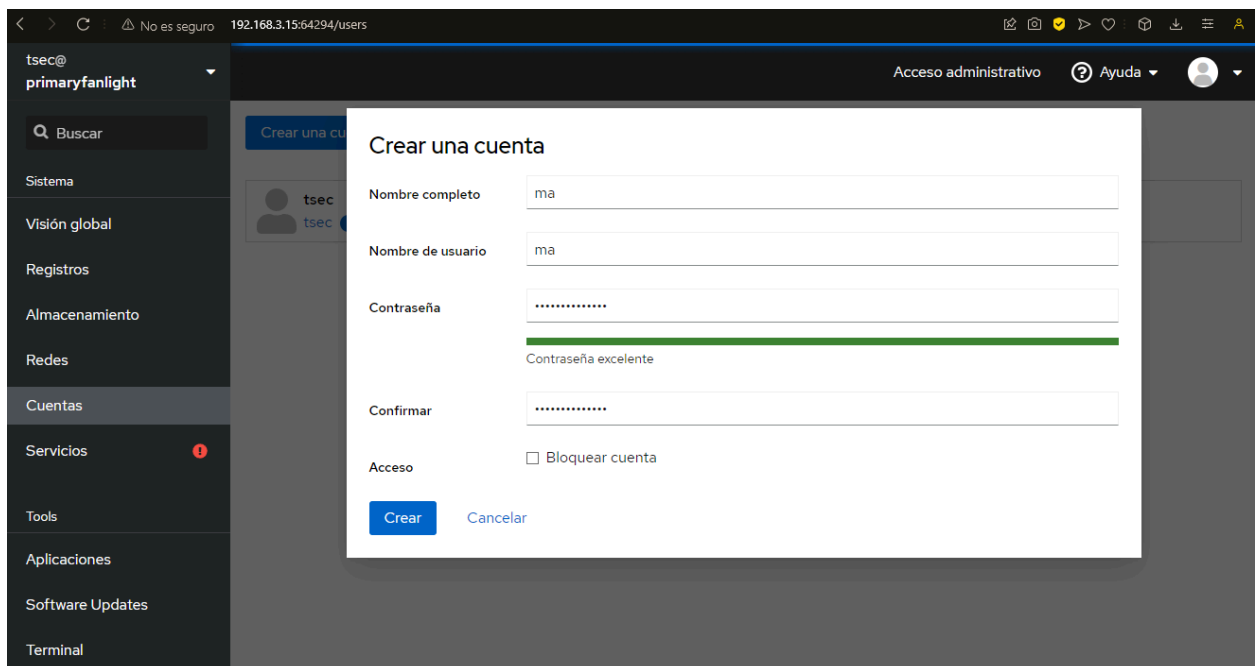 No es seguro 192.168.3.15:64294/users
tsec@
primaryfanlight
Acceso administrativo
Ayuda
Buscar
Sistema
Visión global
Registros
Almacenamiento
Redes
Cuentas
Servicios
Tools
Aplicaciones
Software Updates
Terminal
Crear una cu
tsec
tsec
Crear una cuenta
Nombre completo ma
Nombre de usuario ma
Contraseña ••••••••••••••
Contraseña excelente
Confirmar ••••••••••••••
Acceso Bloquear cuenta
Crear Cancelar